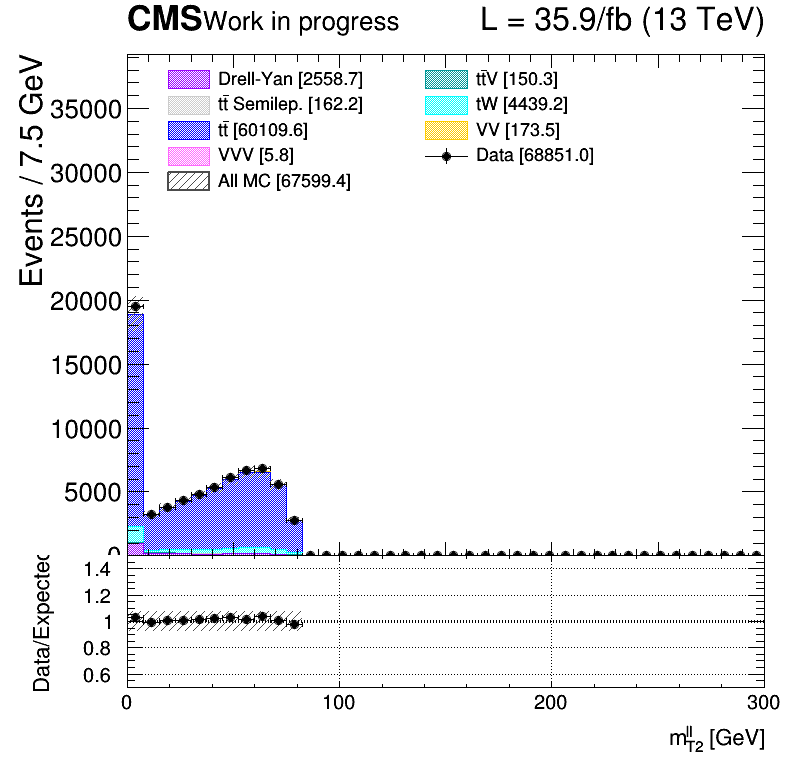 CMS Work in progress L = 35.9/fb (13 TeV)
Events / 7.5 GeV
Drell-Yan [2558.7]
tt̄ Semilep. [162.2]
tt̄ [60109.6]
VVV [5.8]
All MC [67599.4]
tt̄V [150.3]
tW [4439.2]
VV [173.5]
Data [68851.0]
35000
30000
25000
20000
15000
10000
5000
0
Data/Expected
1.4
1.2
1
0.8
0.6
0 100 200 300
m_T2^ll [GeV]